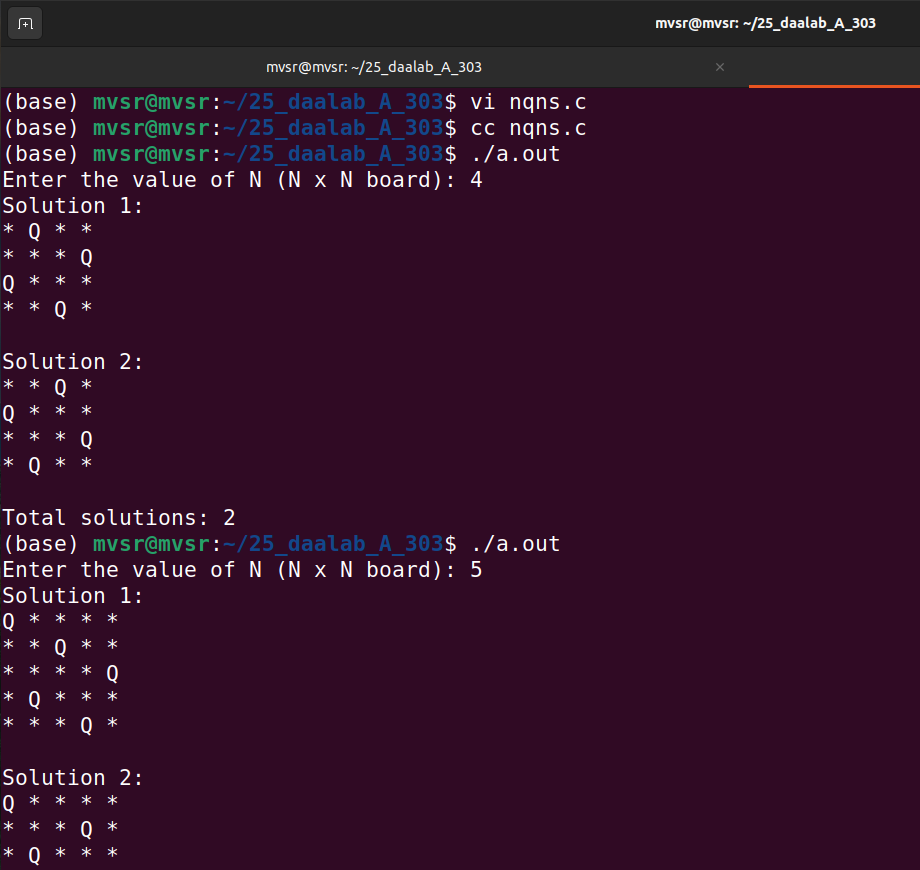 mvsr@mvsr: ~/25_daalab_A_303
mvsr@mvsr: ~/25_daalab_A_303 ×
(base) mvsr@mvsr:~/25_daalab_A_303$ vi nqns.c
(base) mvsr@mvsr:~/25_daalab_A_303$ cc nqns.c
(base) mvsr@mvsr:~/25_daalab_A_303$ ./a.out
Enter the value of N (N x N board): 4
Solution 1:
* Q * *
* * * Q
Q * * *
* * Q *
Solution 2:
* * Q *
Q * * *
* * * Q
* Q * *
Total solutions: 2
(base) mvsr@mvsr:~/25_daalab_A_303$ ./a.out
Enter the value of N (N x N board): 5
Solution 1:
Q * * * *
* * Q * *
* * * * Q
* Q * * *
* * * Q *
Solution 2:
Q * * * *
* * * Q *
* Q * * *